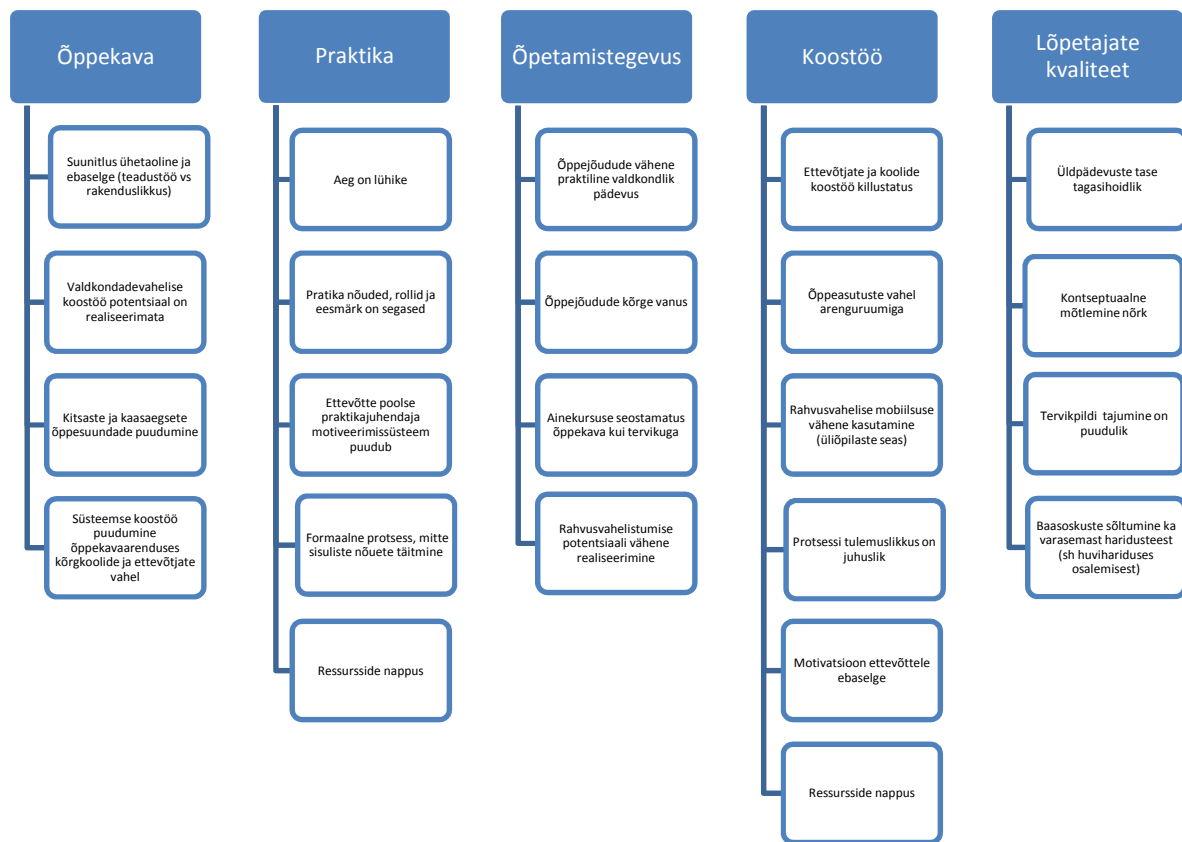 Õppekava
Suunitlus ühetaoline ja
ebaselge (teadustöö vs
rakenduslikkus)
Valdkondadevahelise
koostöö potentsiaal on
realiseerimata
Kitsaste ja kaasaegsete
õppesuundade puudumine
Süsteemse koostöö
puudumine
õppekavaarenduses
kõrgkoolide ja ettevõtjate
vahel
Praktika
Aeg on lühike
Pratika nõuded, rollid ja
eesmärk on segased
Ettevõtte poolse
praktikajuhendaja
motiveerimissüsteem
puudub
Formaalne protsess, mitte
sisuliste nõuete täitmine
Ressursside nappus
Õpetamistegevus
Õppejõudude vähene
praktiline valdkondlik
pädevus
Õppejõudude kõrge vanus
Ainekursuse seostamatus
õppekava kui tervikuga
Rahvusvahelistumise
potentsiaali vähene
realiseerimine
Koostöö
Ettevõtjate ja koolide
koostöö killustatus
Õppeasutuste vahel
arenguruumiga
Rahvusvahelise mobiilsuse
vähene kasutamine
(üliõpilaste seas)
Protsessi tulemuslikkus on
juhuslik
Motivatsioon ettevõttele
ebaselge
Ressursside nappus
Lõpetajate
kvaliteet
Üldpädevuste tase
tagasihoidlik
Kontseptuaalne
mõtlemine nõrk
Tervikpildi tajumine on
puudulik
Baasoskuste sõltumine ka
varasemast haridusteest
(sh huvihariduses
osalemisest)